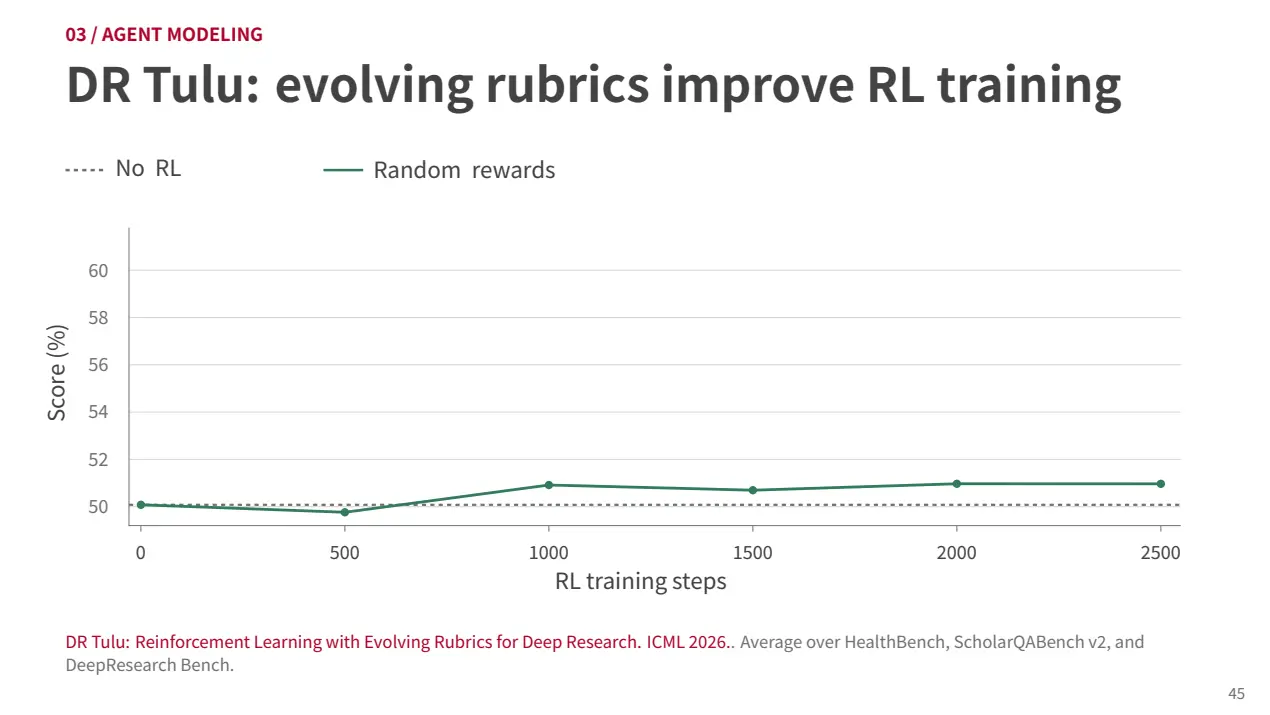 03 / AGENT MODELING
DR Tulu: evolving rubrics improve RL training
No RL
Random rewards
60
58
56
54
52
50
Score (%)
0 500 1000 1500 2000 2500
RL training steps
DR Tulu: Reinforcement Learning with Evolving Rubrics for Deep Research. ICML 2026.. Average over HealthBench, ScholarQABench v2, and
DeepResearch Bench.
45